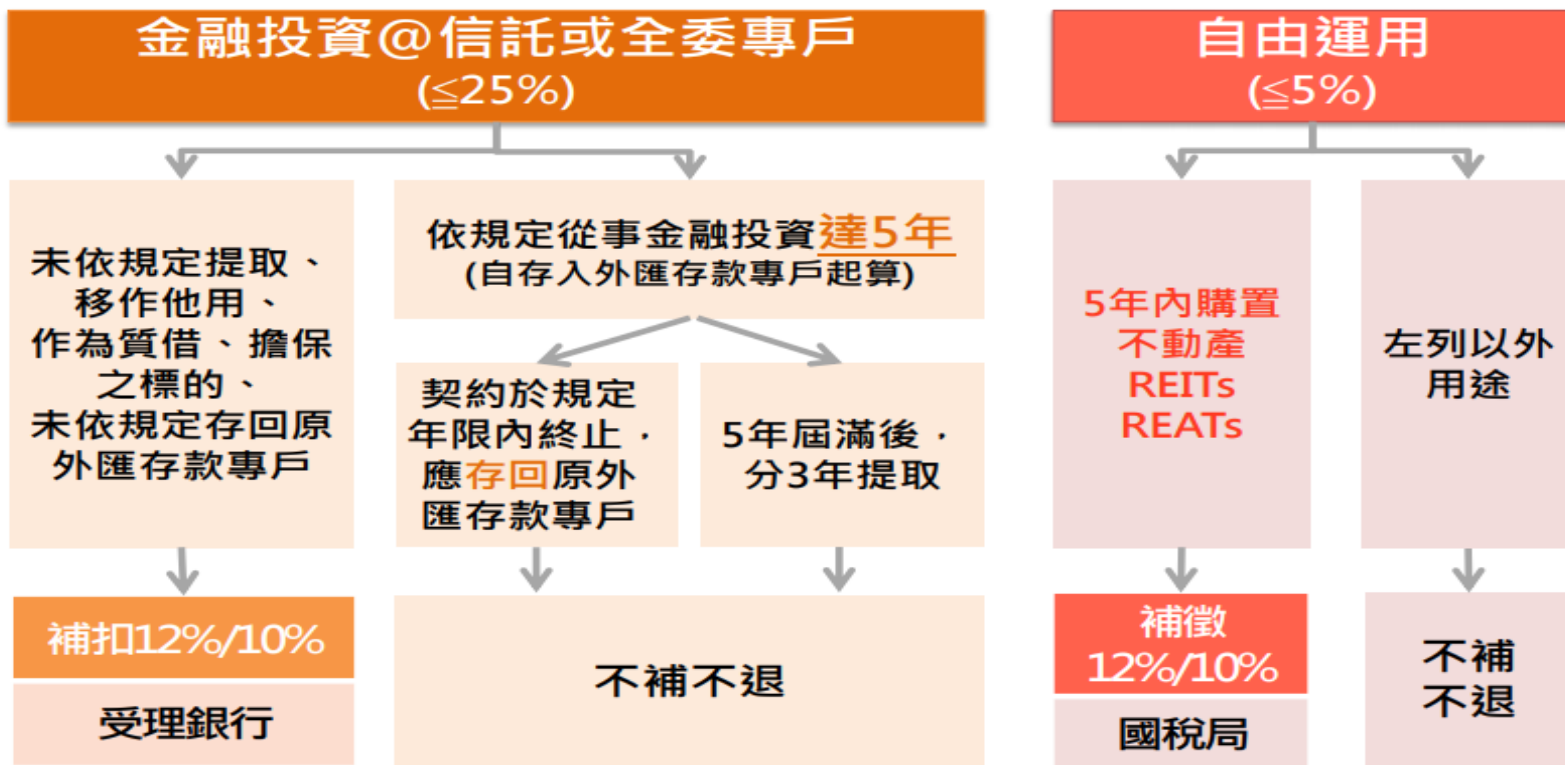 金融投資@信託或全委專戶
(≦25%)
未依規定提取、
移作他用、
作為質借、擔保
之標的、
未依規定存回原
外匯存款專戶
依規定從事金融投資達5年
(自存入外匯存款專戶起算)
契約於規定
年限內終止，
應存回原外
匯存款專戶
5年屆滿後，
分3年提取
補扣12%/10%
受理銀行
不補不退
自由運用
(≦5%)
5年內購置
不動產
REITs
REATs
左列以外
用途
補徵
12%/10%
國稅局
不補
不退